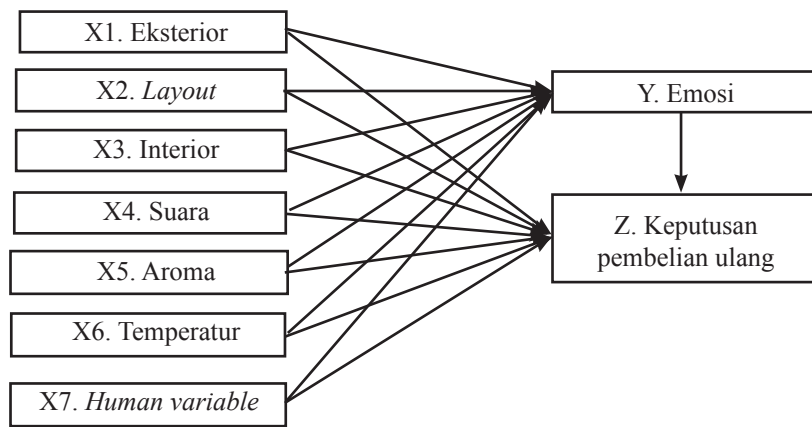 X1. Eksterior
X2. Layout
X3. Interior
X4. Suara
X5. Aroma
X6. Temperatur
X7. Human variable
Y. Emosi
Z. Keputusan
pembelian ulang